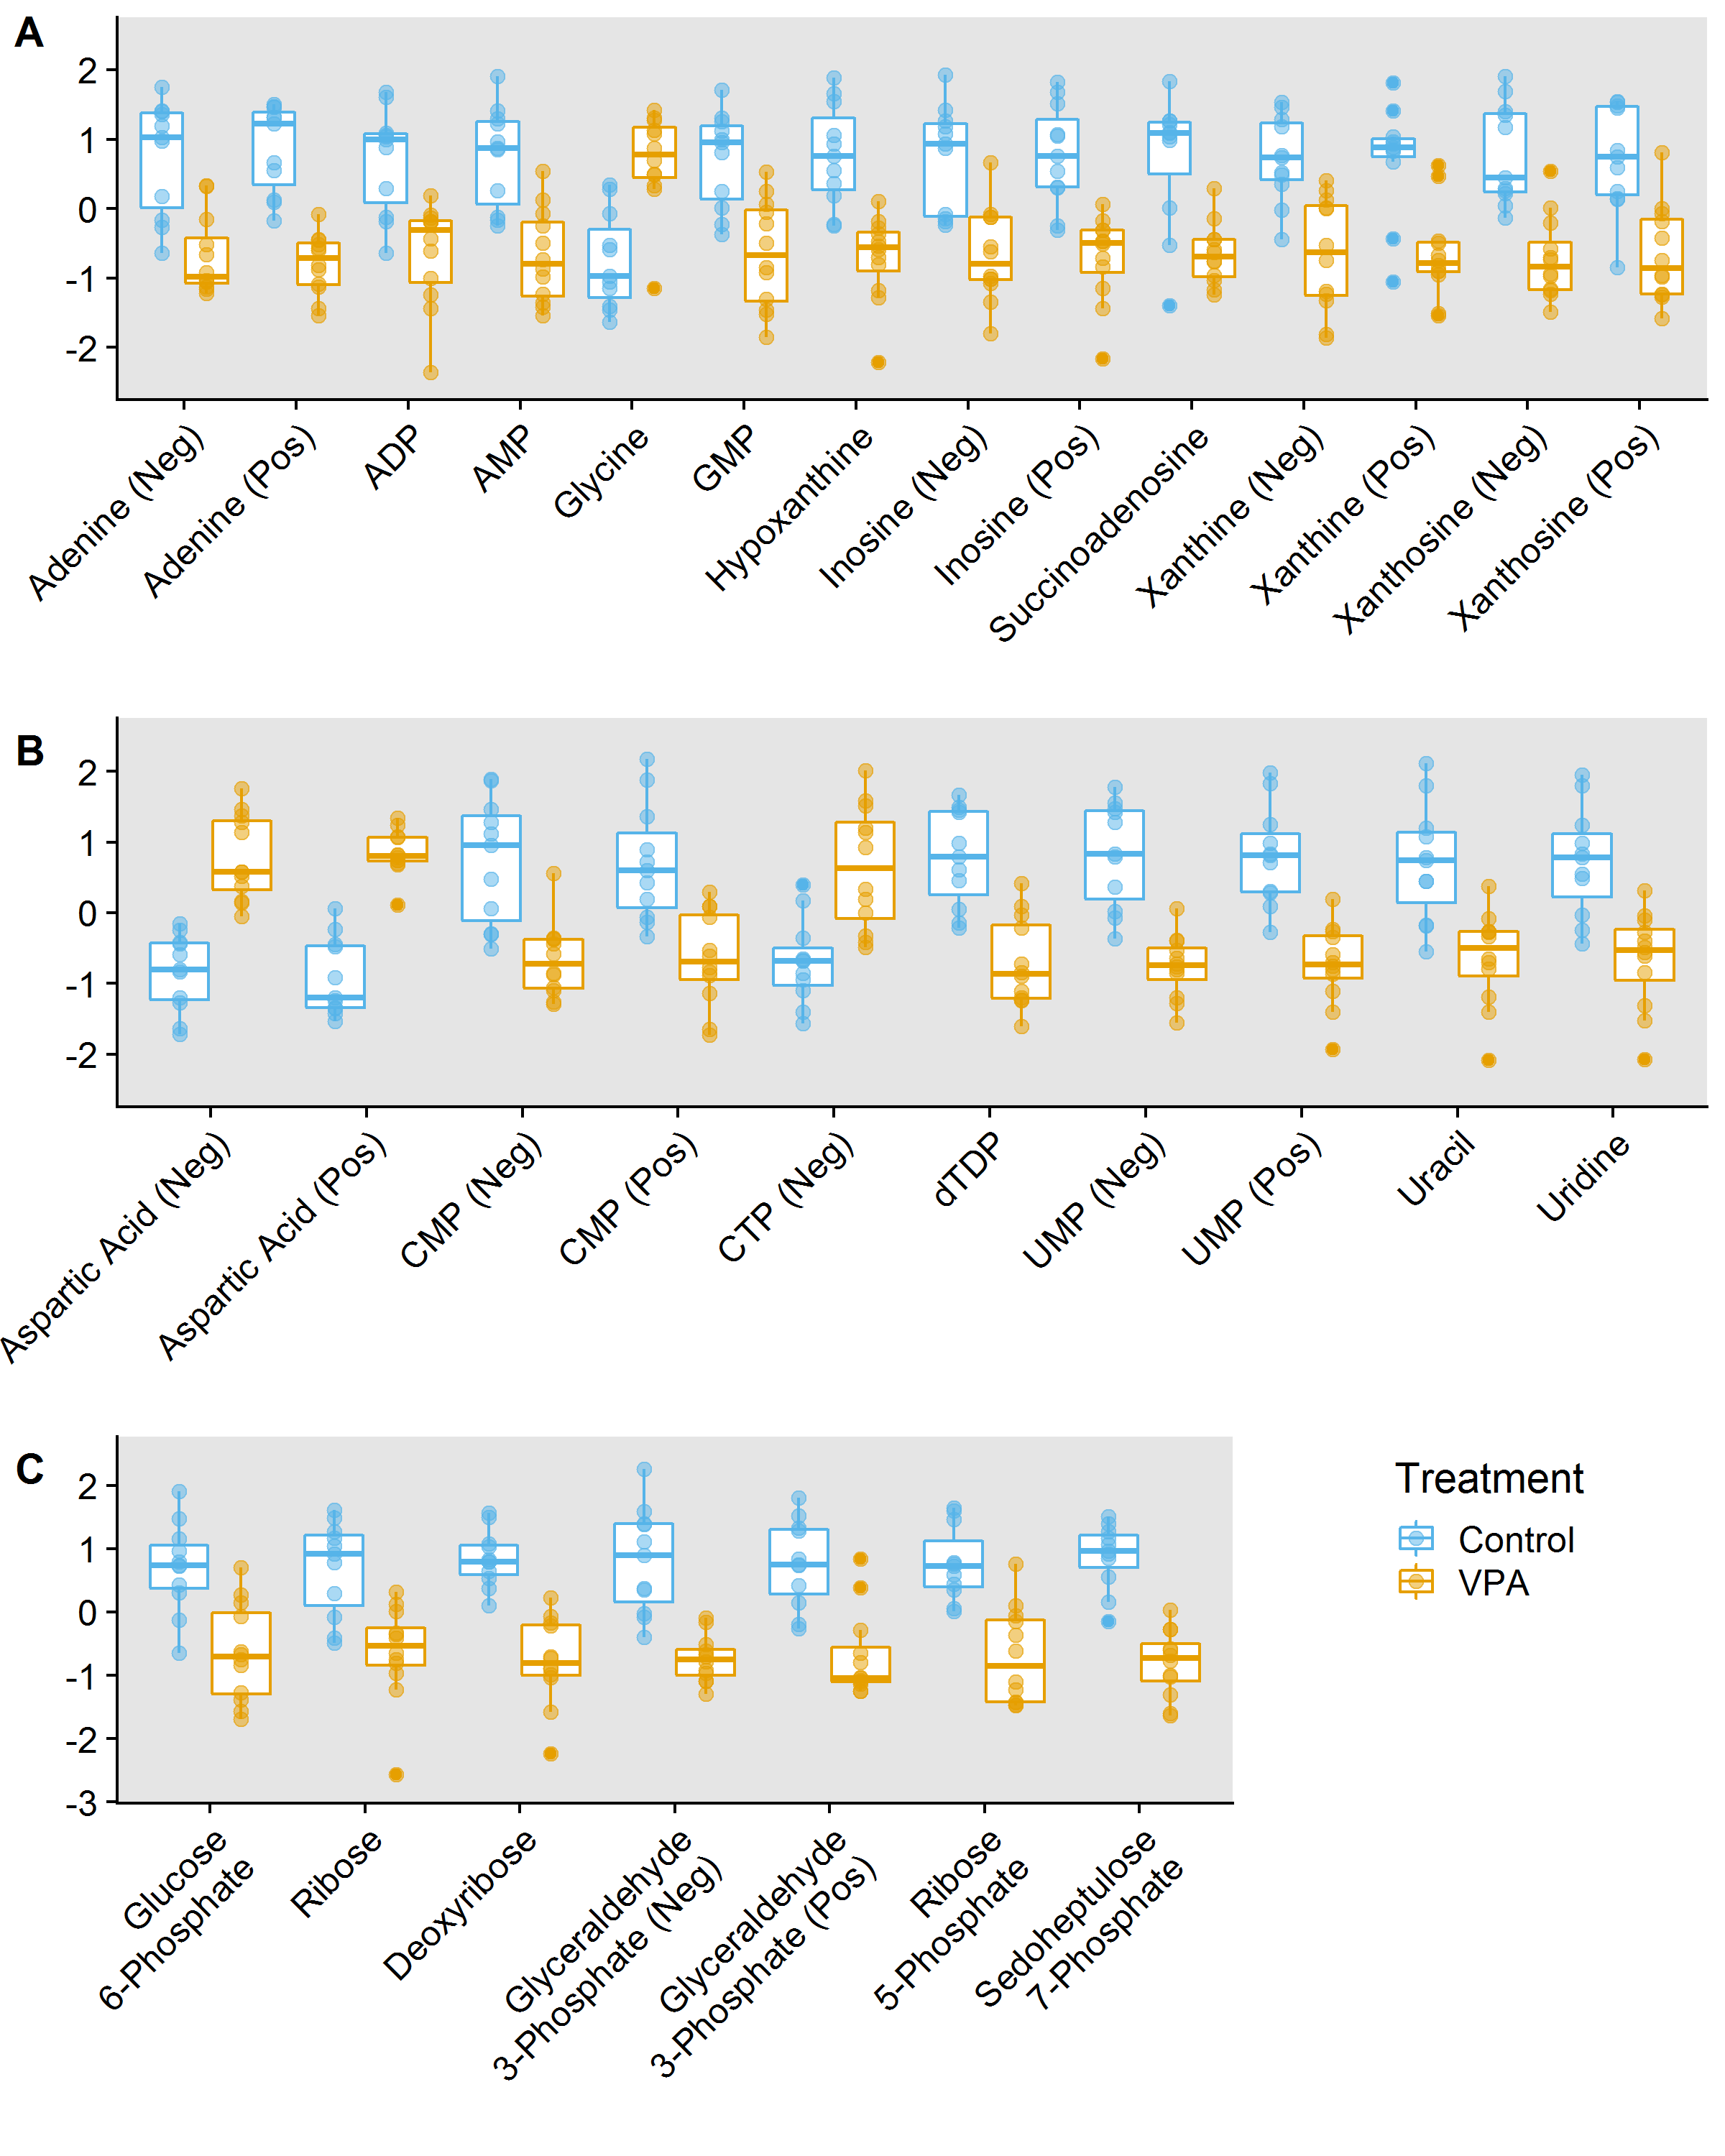 A
2
1
0
-1
-2
Adenine (Neg)
Adenine (Pos)
ADP
AMP
Glycine
GMP
Hypoxanthine
Inosine (Neg)
Inosine (Pos)
Succinoadenosine
Xanthine (Neg)
Xanthine (Pos)
Xanthosine (Neg)
Xanthosine (Pos)
B
2
1
0
-1
-2
Aspartic Acid (Neg)
Aspartic Acid (Pos)
CMP (Neg)
CMP (Pos)
CTP (Neg)
dTDP
UMP (Neg)
UMP (Pos)
Uracil
Uridine
C
2
1
0
-1
-2
-3
Glucose
6-Phosphate
Ribose
Deoxyribose
Glyceraldehyde
3-Phosphate (Neg)
Glyceraldehyde
3-Phosphate (Pos)
Ribose
5-Phosphate
Sedoheptulose
7-Phosphate
Treatment
Control
VPA